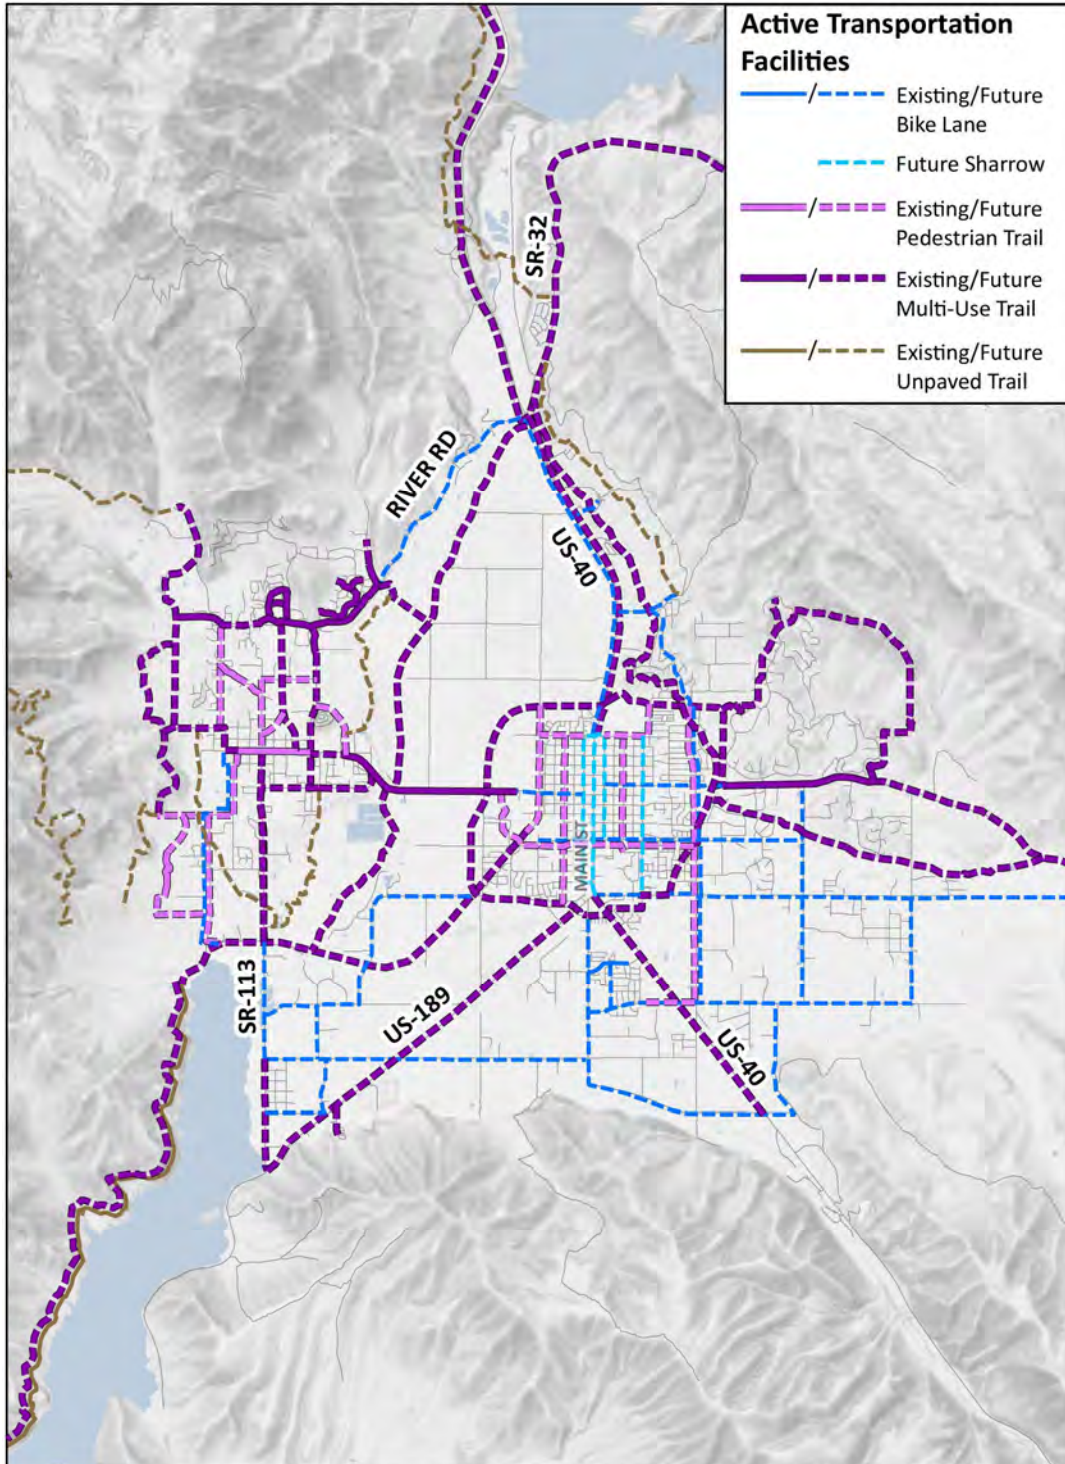 Active Transportation
Facilities
Existing/Future
Bike Lane
Future Sharrow
Existing/Future
Pedestrian Trail
Existing/Future
Multi-Use Trail
Existing/Future
Unpaved Trail
SR-32
RIVER RD
US-40
MAIN ST
SR-113
US-189
US-40